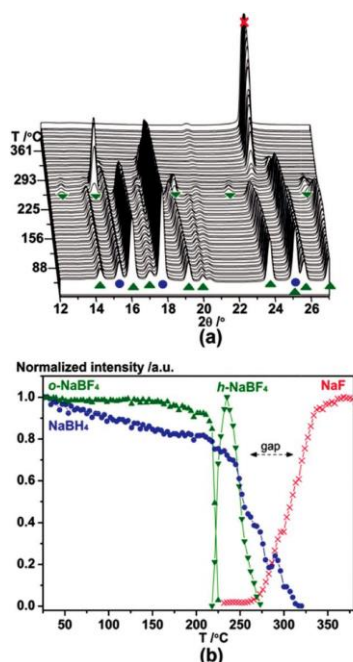 T /°C
361
293
225
156
88
12 14 16 18 20 22 24 26
2θ /°
(a)
Normalized intensity /a.u.
o-NaBF₄ h-NaBF₄ NaF
NaBH₄
gap
1.0
0.8
0.6
0.4
0.2
0.0
50 100 150 200 250 300 350
T /°C
(b)